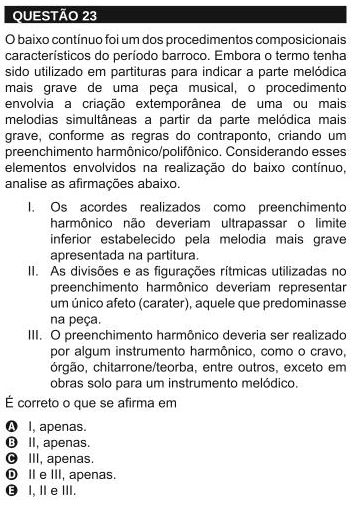 QUESTÃO 23
O baixo contínuo foi um dos procedimentos composicionais
característicos do período barroco. Embora o termo tenha
sido utilizado em partituras para indicar a parte melódica
mais grave de uma peça musical, o procedimento
envolvia a criação extemporânea de uma ou mais
melodias simultâneas a partir da parte melódica mais
grave, conforme as regras do contraponto, criando um
preenchimento harmônico/polifônico. Considerando esses
elementos envolvidos na realização do baixo contínuo,
analise as afirmações abaixo.
I. Os acordes realizados como preenchimento
harmônico não deveriam ultrapassar o limite
inferior estabelecido pela melodia mais grave
apresentada na partitura.
II. As divisões e as figurações rítmicas utilizadas no
preenchimento harmônico deveriam representar
um único afeto (carater), aquele que predominasse
na peça.
III. O preenchimento harmônico deveria ser realizado
por algum instrumento harmônico, como o cravo,
órgão, chitarrone/teorba, entre outros, exceto em
obras solo para um instrumento melódico.
É correto o que se afirma em
A I, apenas.
B II, apenas.
C III, apenas.
D II e III, apenas.
E I, II e III.